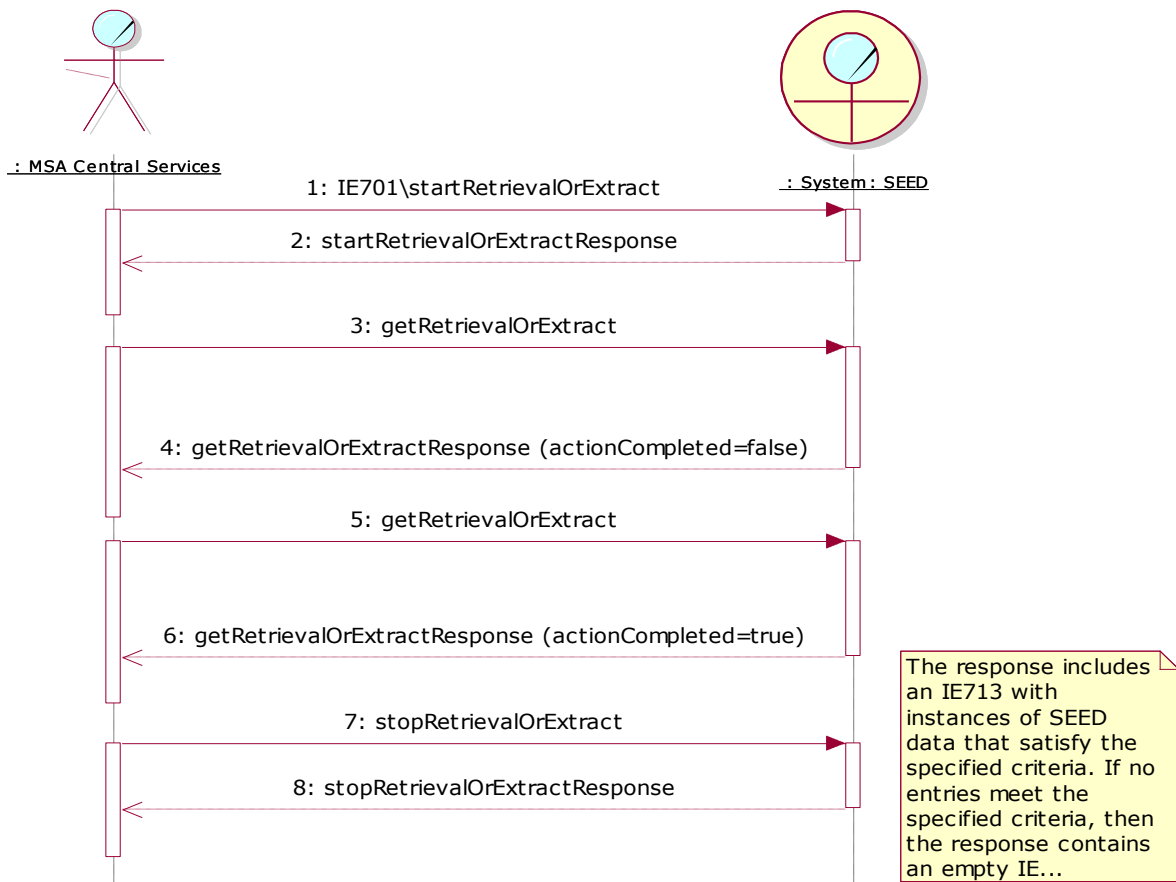 : MSA Central Services
: System : SEED
1: IE701\startRetrievalOrExtract
2: startRetrievalOrExtractResponse
3: getRetrievalOrExtract
4: getRetrievalOrExtractResponse (actionCompleted=false)
5: getRetrievalOrExtract
6: getRetrievalOrExtractResponse (actionCompleted=true)
7: stopRetrievalOrExtract
8: stopRetrievalOrExtractResponse
The response includes
an IE713 with
instances of SEED
data that satisfy the
specified criteria. If no
entries meet the
specified criteria, then
the response contains
an empty IE...